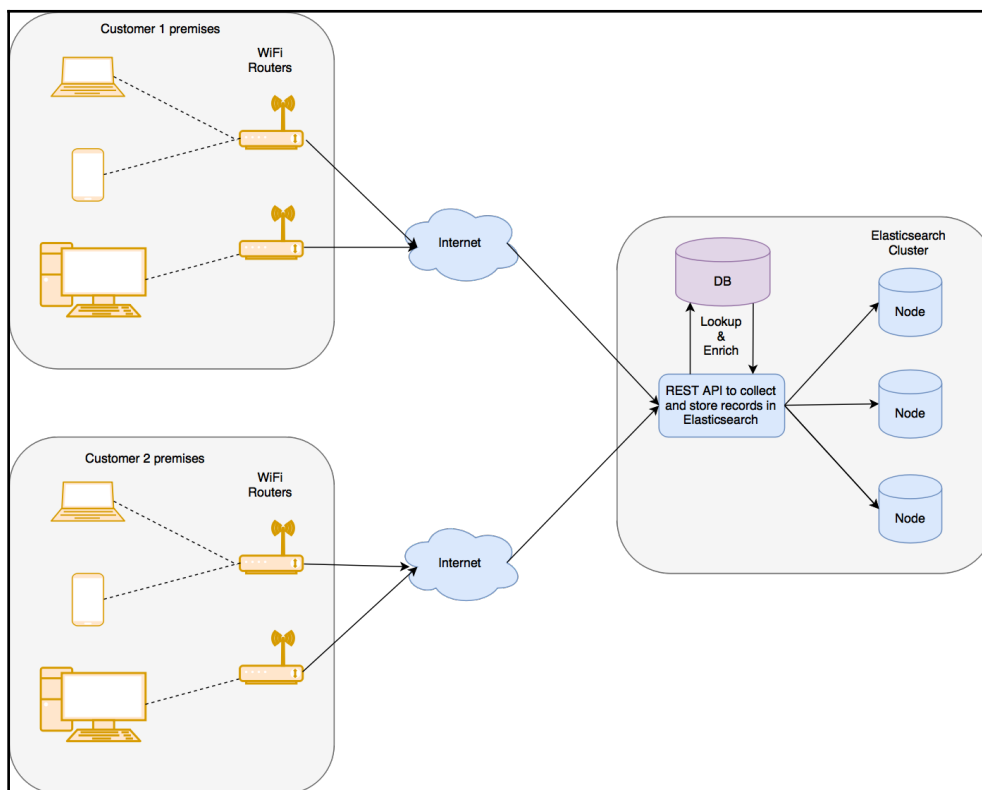 Customer 1 premises
WiFi
Routers
Internet
Elasticsearch
Cluster
DB
Node
Lookup
&
Enrich
REST API to collect
and store records in
Elasticsearch
Node
Node
Customer 2 premises
WiFi
Routers
Internet